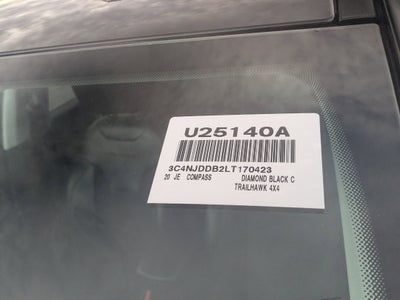 U25140A
3C4NJDDB2LT170423
20 JE COMPASS DIAMOND BLACK C
TRAILHAWK 4X4